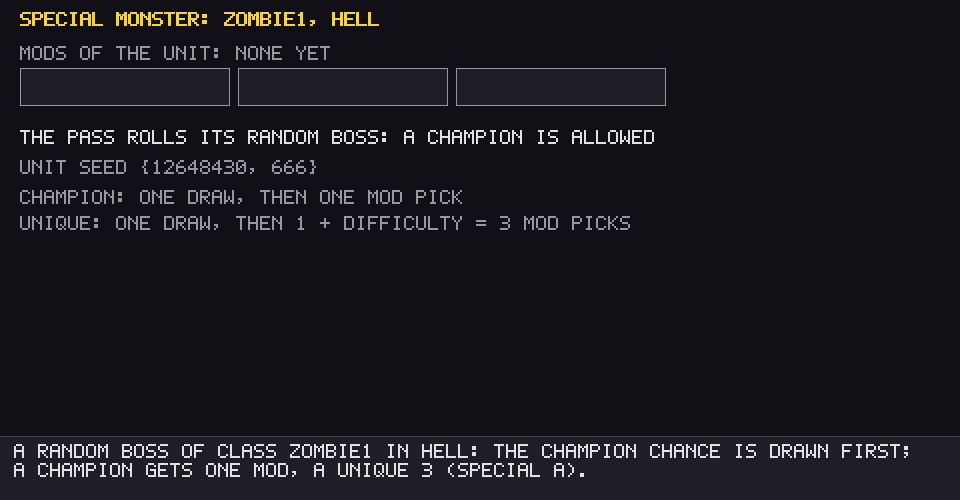 SPECIAL MONSTER: ZOMBIE1, HELL
MODS OF THE UNIT: NONE YET
THE PASS ROLLS ITS RANDOM BOSS: A CHAMPION IS ALLOWED
UNIT SEED {12648430, 666}
CHAMPION: ONE DRAW, THEN ONE MOD PICK
UNIQUE: ONE DRAW, THEN 1 + DIFFICULTY = 3 MOD PICKS
A RANDOM BOSS OF CLASS ZOMBIE1 IN HELL: THE CHAMPION CHANCE IS DRAWN FIRST;
A CHAMPION GETS ONE MOD, A UNIQUE 3 (SPECIAL A).